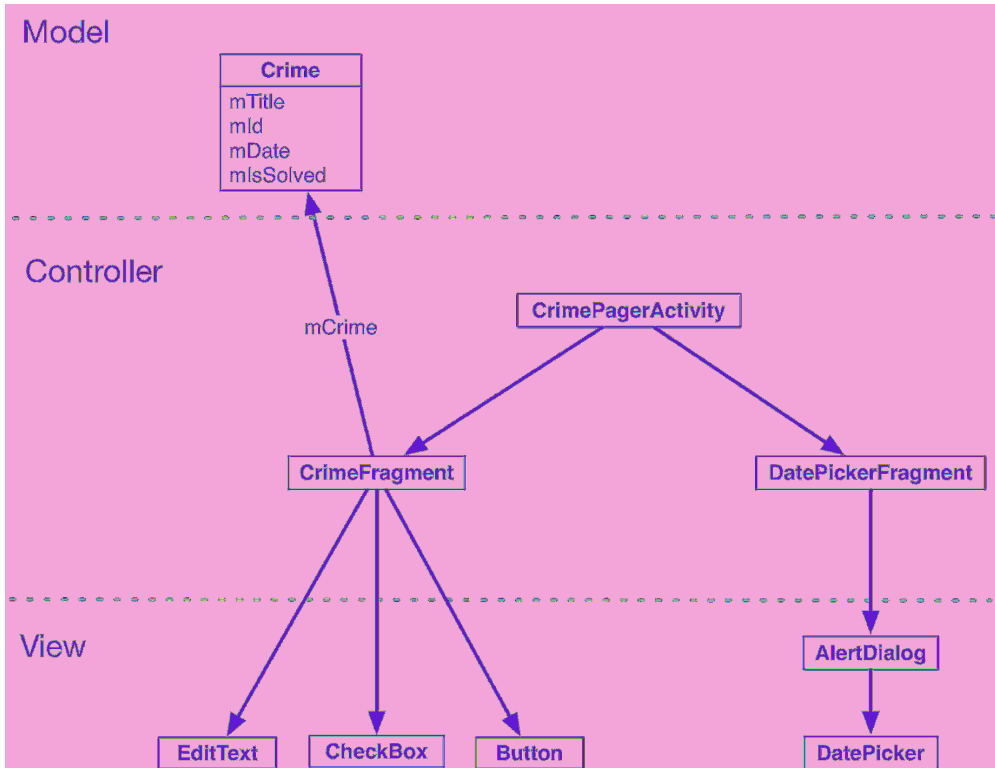 Model
Crime
mTitle
mId
mDate
mIsSolved
Controller
CrimePagerActivity
mCrime
CrimeFragment
DatePickerFragment
View
AlertDialog
EditText
CheckBox
Button
DatePicker